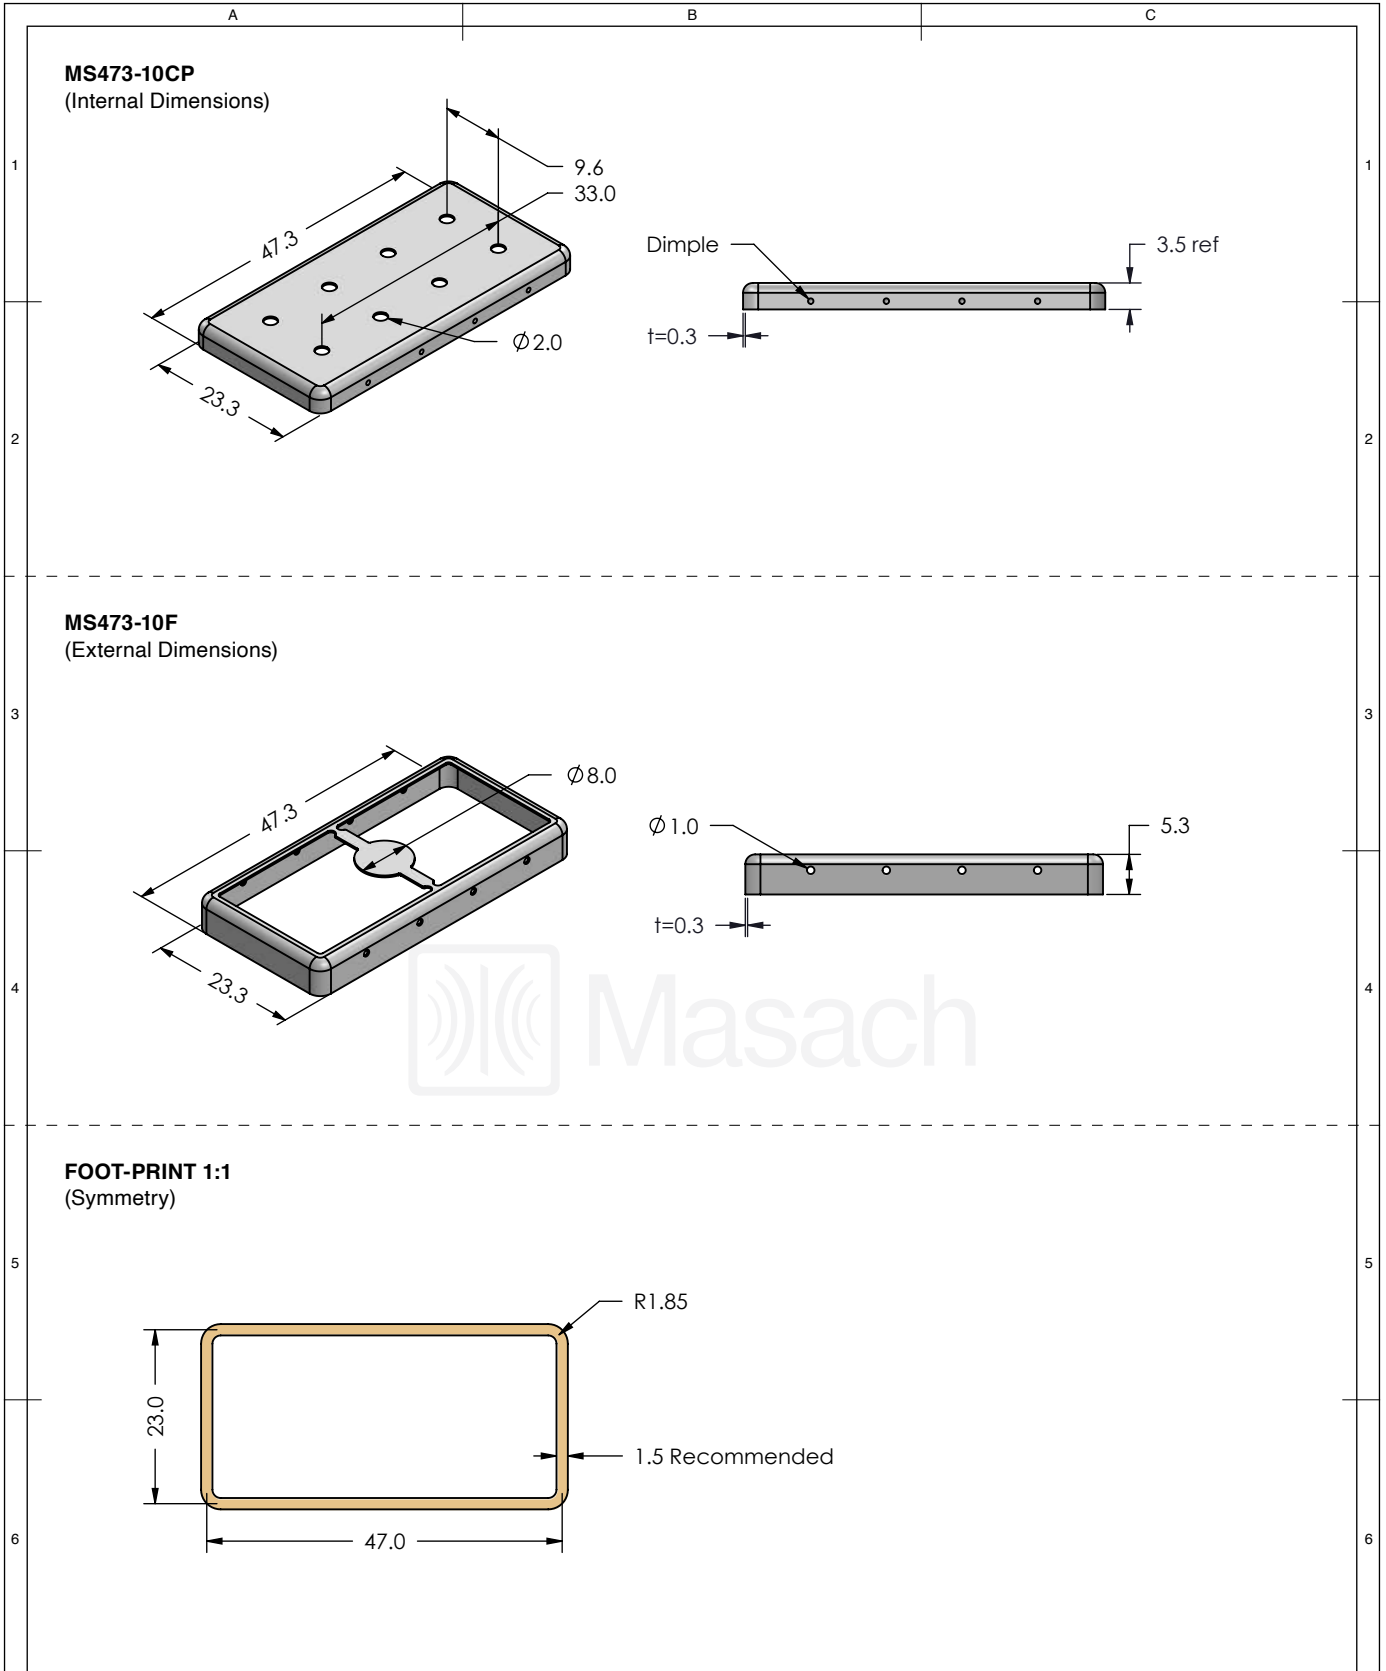 A
B
C
MS473-10CP
(Internal Dimensions)
1
1
9.6
33.0
47.3
Dimple
3.5 ref
t=0.3
Ø2.0
23.3
2
2
MS473-10F
(External Dimensions)
3
3
Ø8.0
47.3
Ø1.0
5.3
t=0.3
23.3
4
4
Masach
FOOT-PRINT 1:1
(Symmetry)
5
5
R1.85
23.0
1.5 Recommended
47.0
6
6